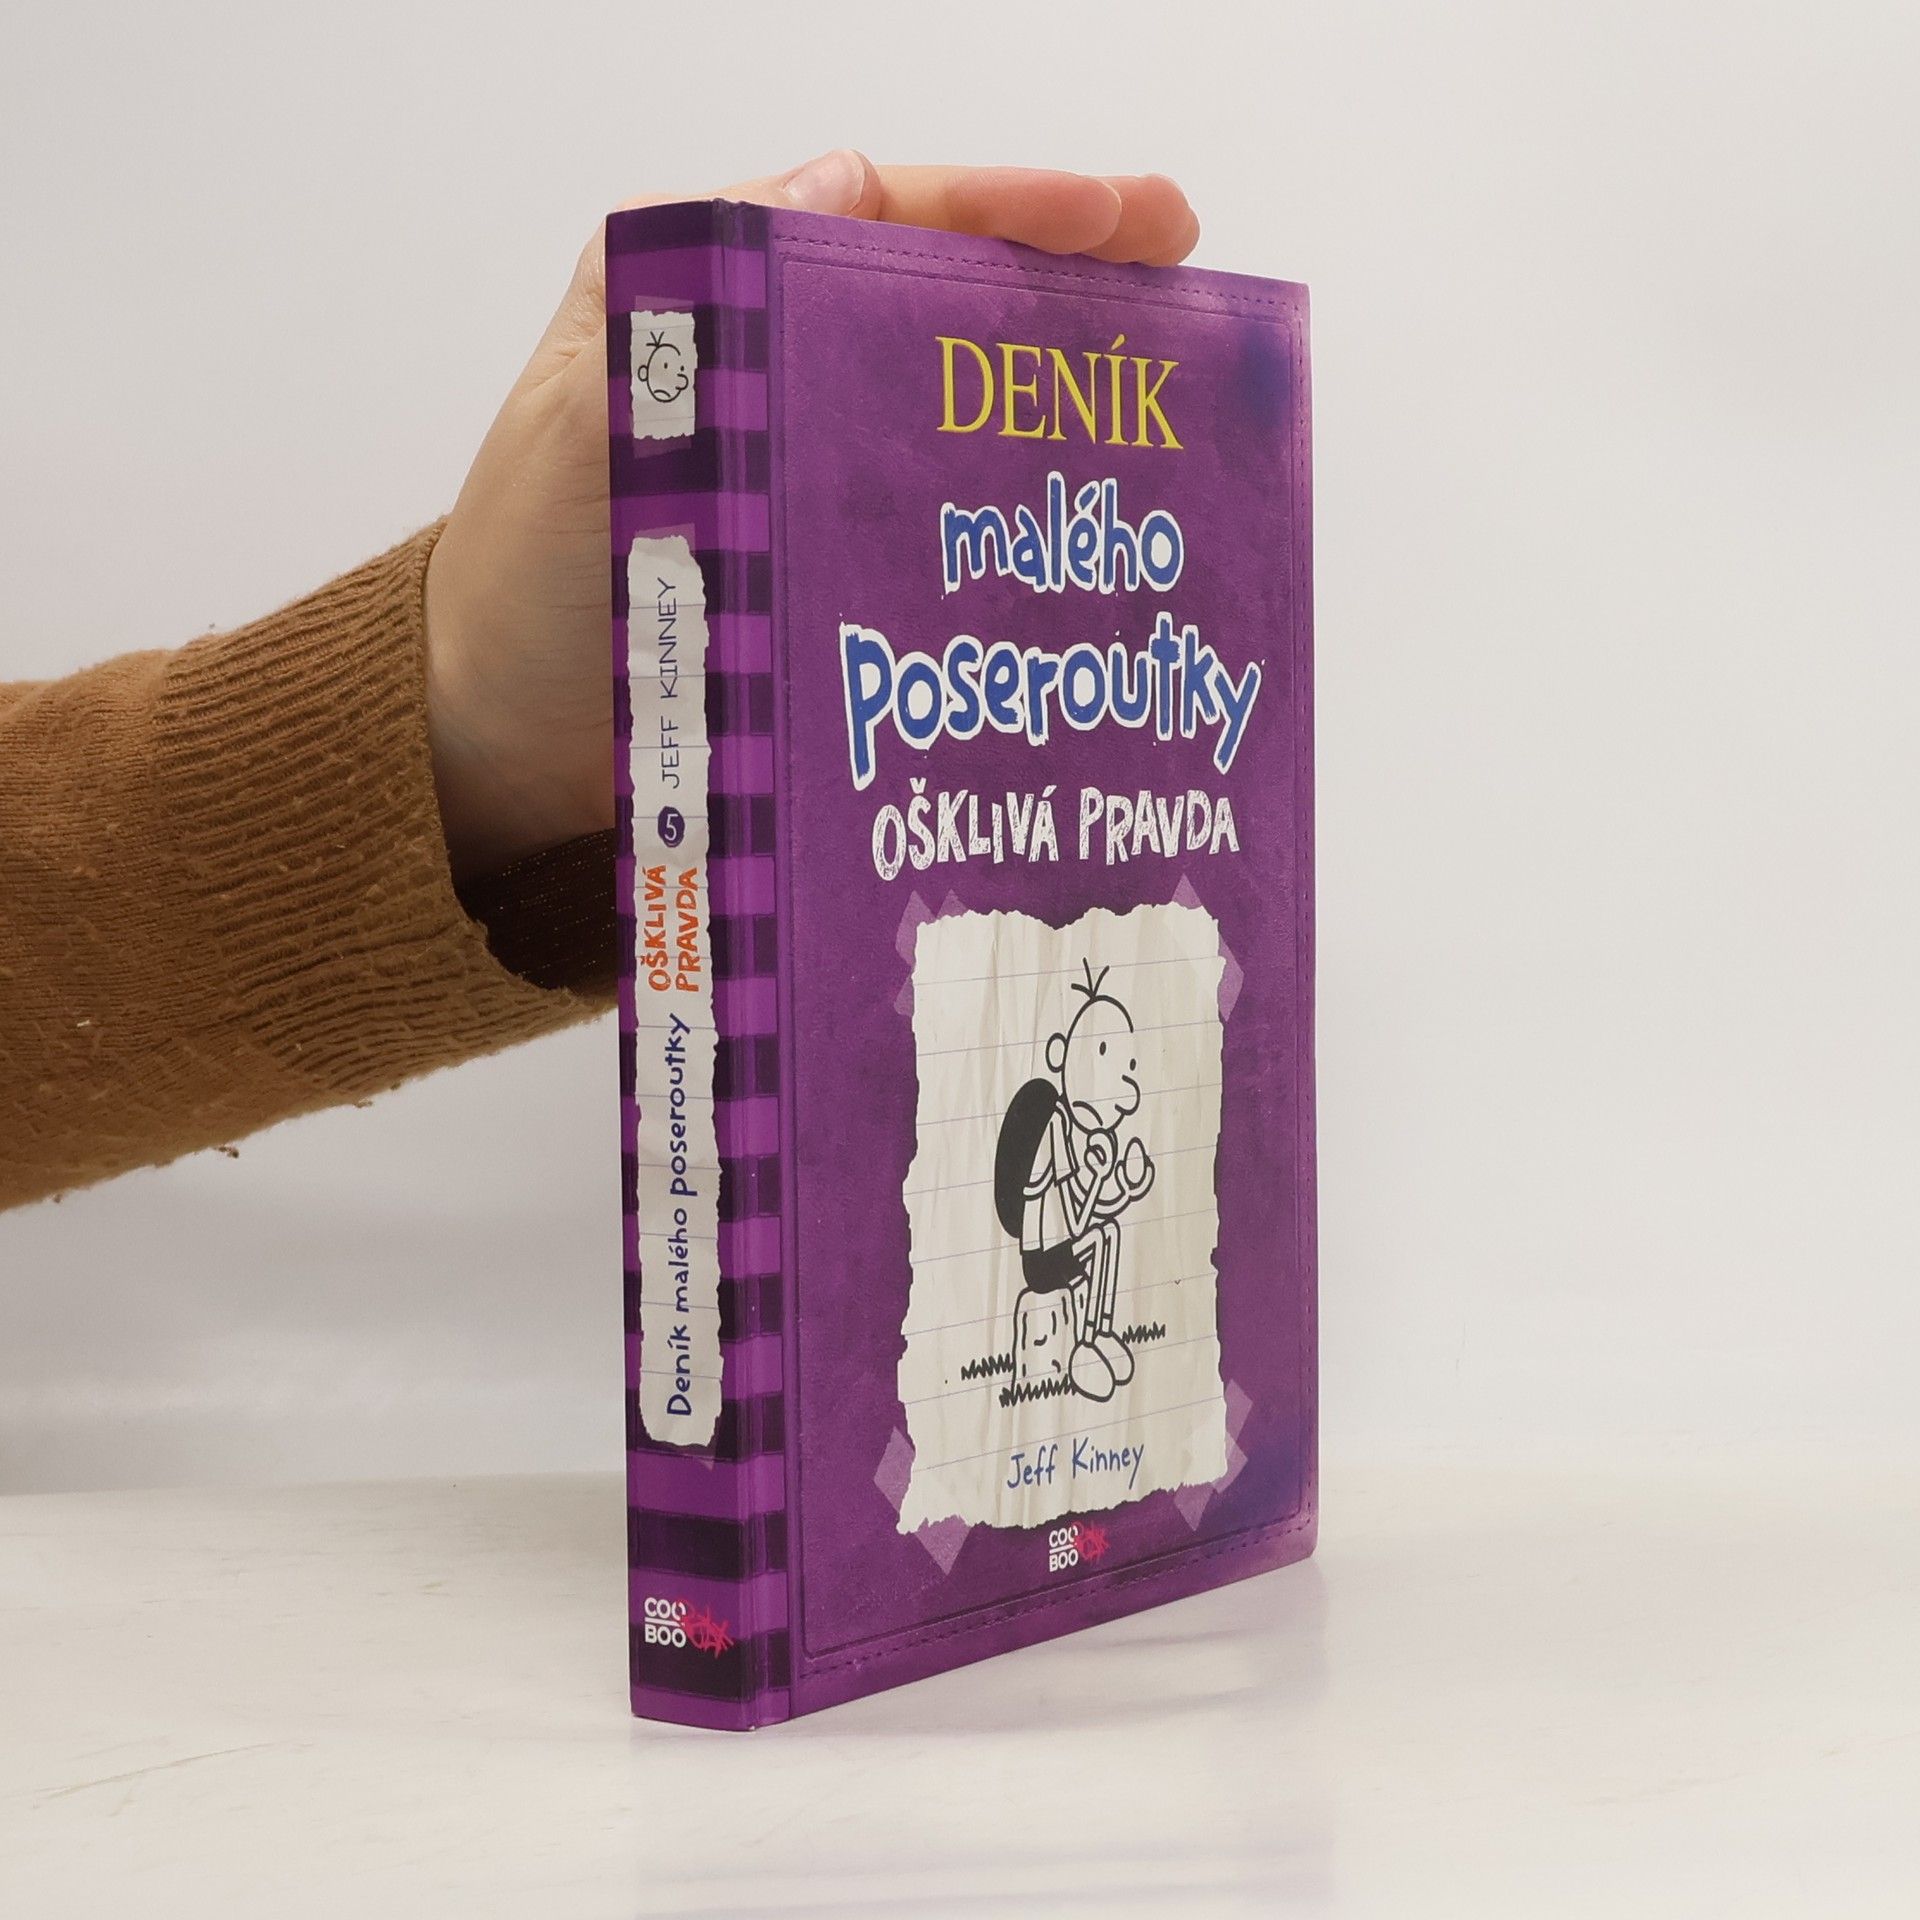 DENÍK
malého
poseroutky
OŠKLIVÁ PRAVDA
Jeff Kinney
COO
BOO
Deník malého poseroutky
OŠKLIVÁ
PRAVDA
5
JEFF KINNEY
COO
BOO